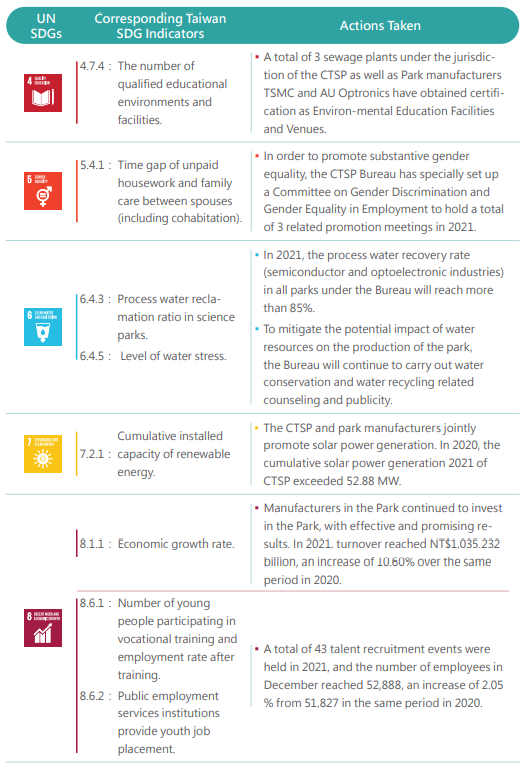 UN
SDGs
Corresponding Taiwan
SDG Indicators
Actions Taken
4 QUALITY
EDUCATION
4.7.4 : The number of
qualified educational
environments and
facilities.
• A total of 3 sewage plants under the jurisdic-
tion of the CTSP as well as Park manufacturers
TSMC and AU Optronics have obtained certifi-
cation as Environ-mental Education Facilities
and Venues.
5 GENDER
EQUALITY
5.4.1 : Time gap of unpaid
housework and family
care between spouses
(including cohabitation).
• In order to promote substantive gender
equality, the CTSP Bureau has specially set up
a Committee on Gender Discrimination and
Gender Equality in Employment to hold a total
of 3 related promotion meetings in 2021.
6 CLEAN WATER
AND SANITATION
6.4.3 : Process water recla-
mation ratio in science
parks.
6.4.5 : Level of water stress.
• In 2021, the process water recovery rate
(semiconductor and optoelectronic industries)
in all parks under the Bureau will reach more
than 85%.
• To mitigate the potential impact of water
resources on the production of the park,
the Bureau will continue to carry out water
conservation and water recycling related
counseling and publicity.
7 AFFORDABLE AND
CLEAN ENERGY
7.2.1 : Cumulative installed
capacity of renewable
energy.
• The CTSP and park manufacturers jointly
promote solar power generation. In 2020, the
cumulative solar power generation 2021 of
CTSP exceeded 52.88 MW.
8 DECENT WORK AND
ECONOMIC GROWTH
8.1.1 : Economic growth rate.
• Manufacturers in the Park continued to invest
in the Park, with effective and promising re-
sults. In 2021, turnover reached NT$1,035.232
billion, an increase of 10.60% over the same
period in 2020.
8.6.1 : Number of young
people participating in
vocational training and
employment rate after
training.
8.6.2 : Public employment
services institutions
provide youth job
placement.
• A total of 43 talent recruitment events were
held in 2021, and the number of employees in
December reached 52,888, an increase of 2.05
% from 51,827 in the same period in 2020.